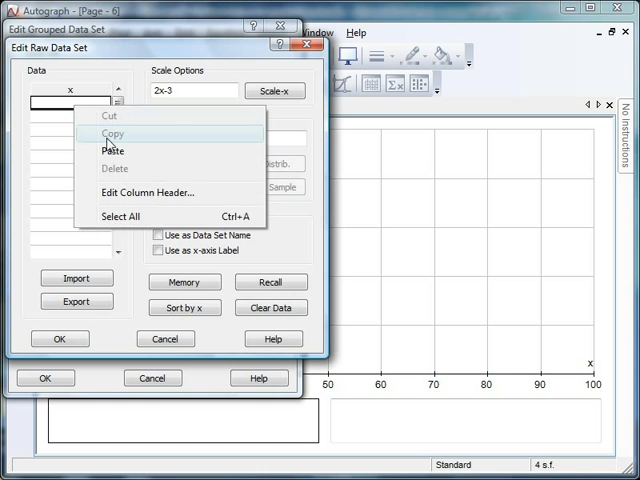 Autograph - [Page - 6]
Edit Grouped Data Set
Window Help
Edit Raw Data Set
Data
Scale Options
x
2x-3
Scale-x
Cut
Copy
Paste
Delete
Edit Column Header...
Select All Ctrl+A
Distrib.
Sample
Use as Data Set Name
Use as x-axis Label
Import
Export
Memory
Recall
Sort by x
Clear Data
OK
Cancel
Help
OK
Cancel
Help
No Instructions
x
50 60 70 80 90 100
Standard
4 s.f.